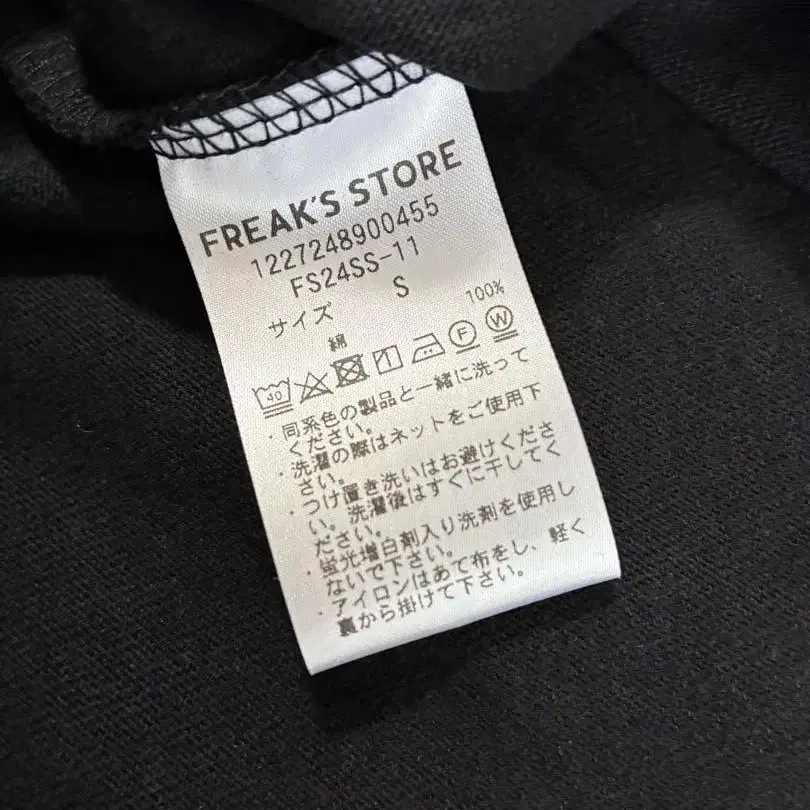 FREAK'S STORE
1227248900455
FS24SS-11
サイズ S
綿 100%
40 F W
・同系色の製品と一緒に洗って
ください。
・洗濯の際はネットをご使用下
さい。
・つけ置き洗いはお避けくださ
い。洗濯後はすぐに干してく
ださい。
・蛍光増白剤入り洗剤を使用し
ないで下さい。
・アイロンはあて布をし、軽く
裏から掛けて下さい。